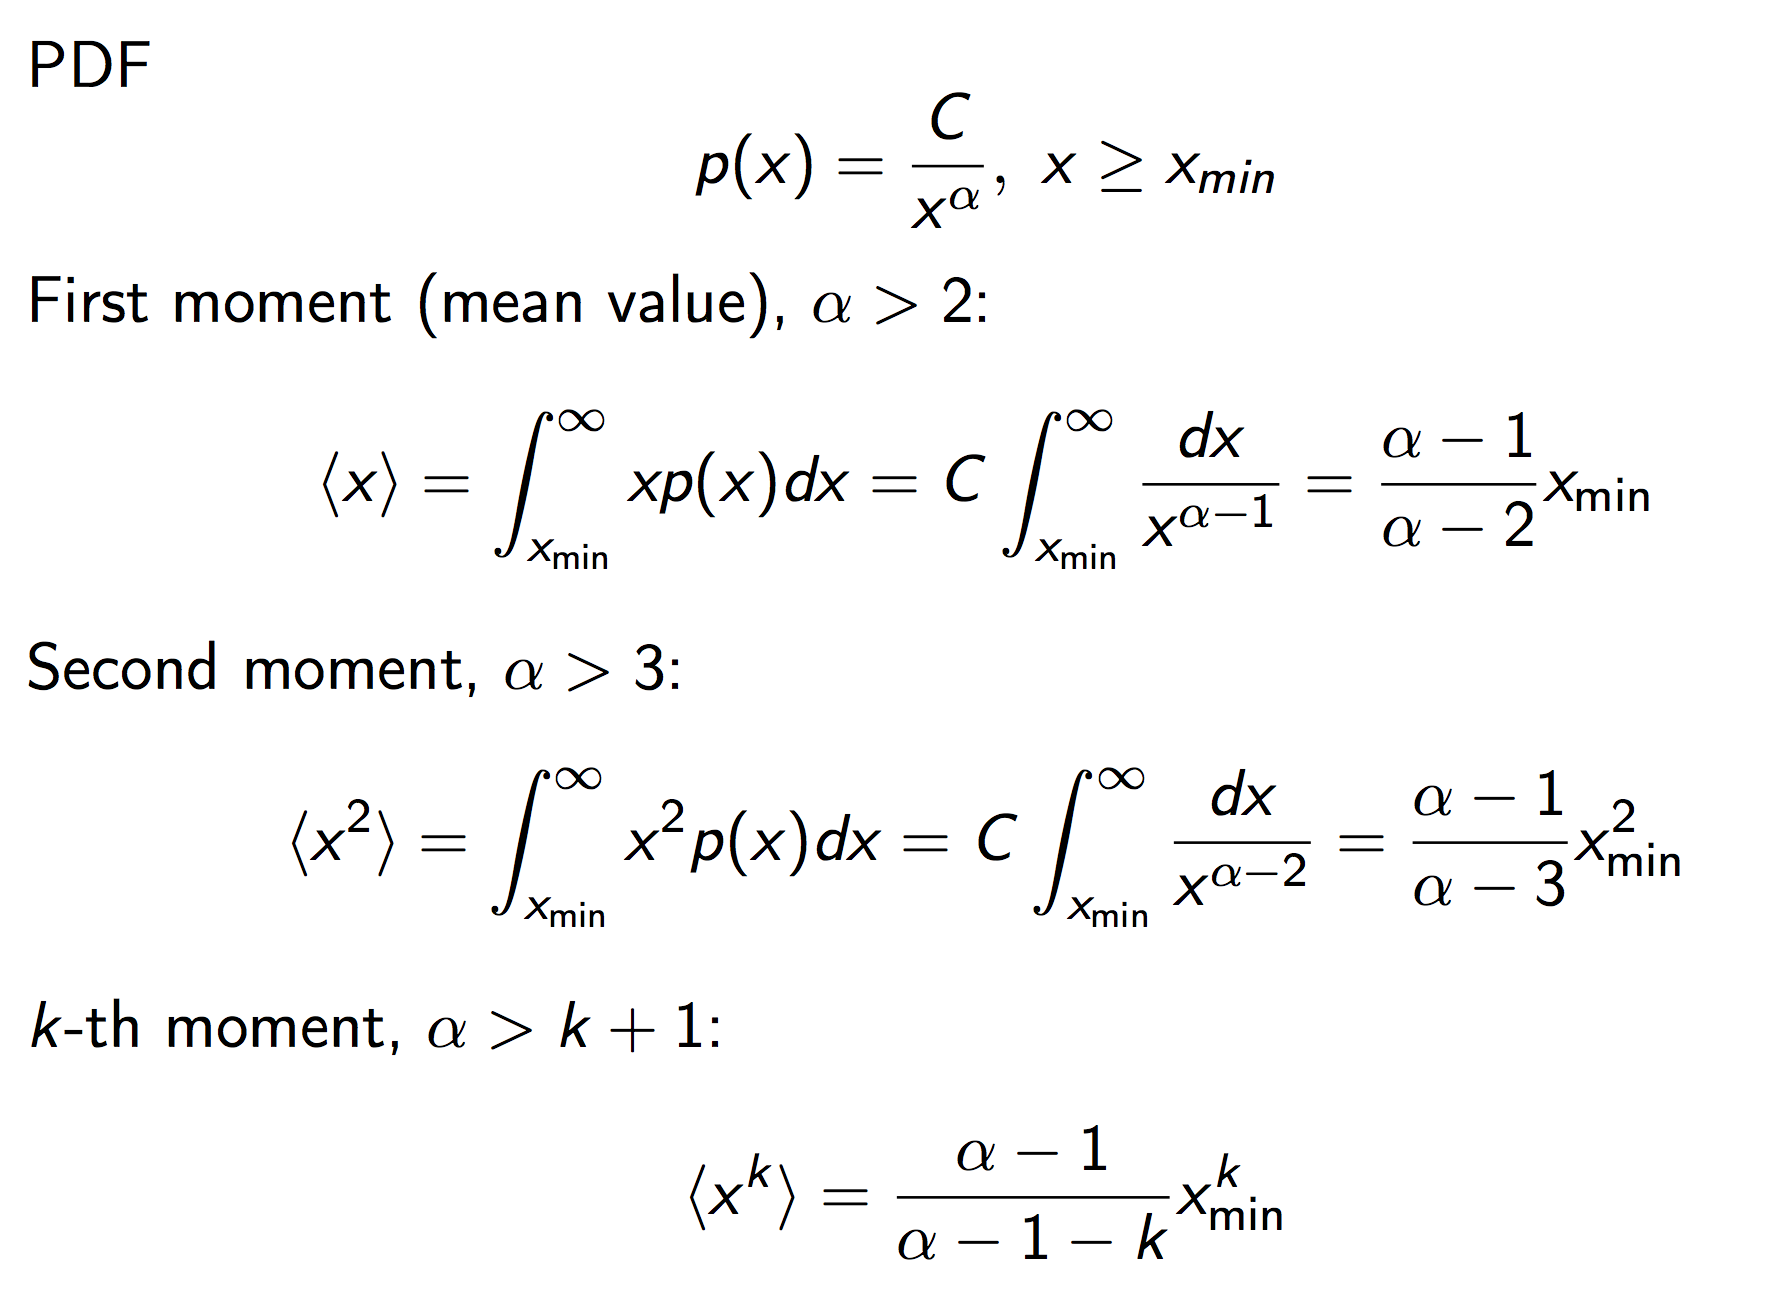 PDF
p(x) = C/x^α, x ≥ x_min
First moment (mean value), α > 2:
⟨x⟩ = ∫_{x_min}^∞ xp(x)dx = C ∫_{x_min}^∞ dx/x^{α−1} = (α − 1)/(α − 2) x_min
Second moment, α > 3:
⟨x²⟩ = ∫_{x_min}^∞ x²p(x)dx = C ∫_{x_min}^∞ dx/x^{α−2} = (α − 1)/(α − 3) x²_min
k-th moment, α > k + 1:
⟨x^k⟩ = (α − 1)/(α − 1 − k) x^k_min